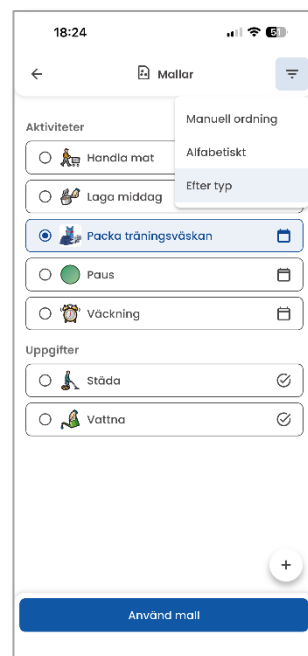 18:24
61
Mallar
Manuell ordning
Alfabetiskt
Efter typ
Aktiviteter
Handla mat
Laga middag
Packa träningsväskan
Paus
Väckning
Uppgifter
Städa
Vattna
+
Använd mall